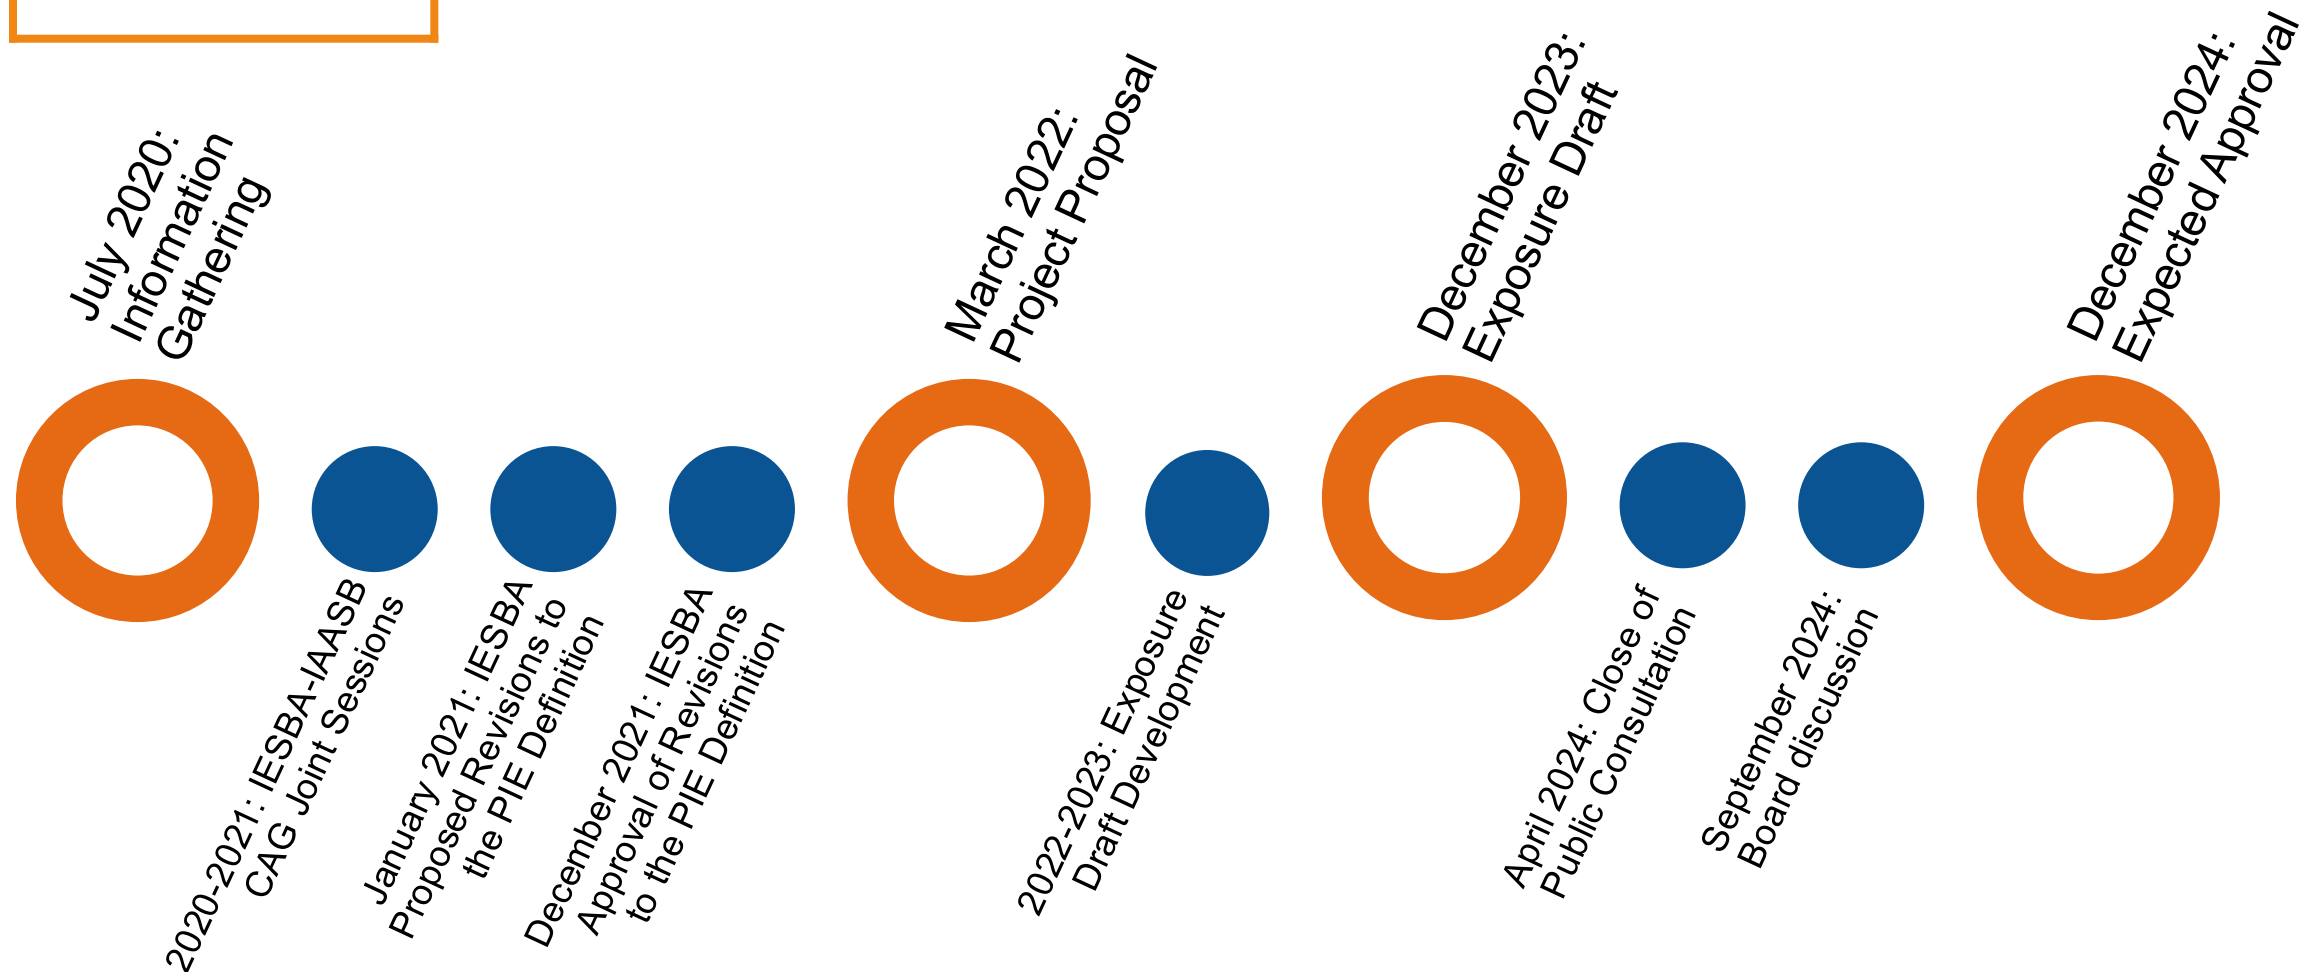 July 2020:
Information
Gathering
2020-2021: IESBA-IAASB
CAG Joint Sessions
January 2021: IESBA
Proposed Revisions to
the PIE Definition
December 2021: IESBA
Approval of Revisions
to the PIE Definition
March 2022:
Project Proposal
2022-2023: Exposure
Draft Development
December 2023:
Exposure Draft
April 2024: Close of
Public Consultation
September 2024:
Board discussion
December 2024:
Expected Approval